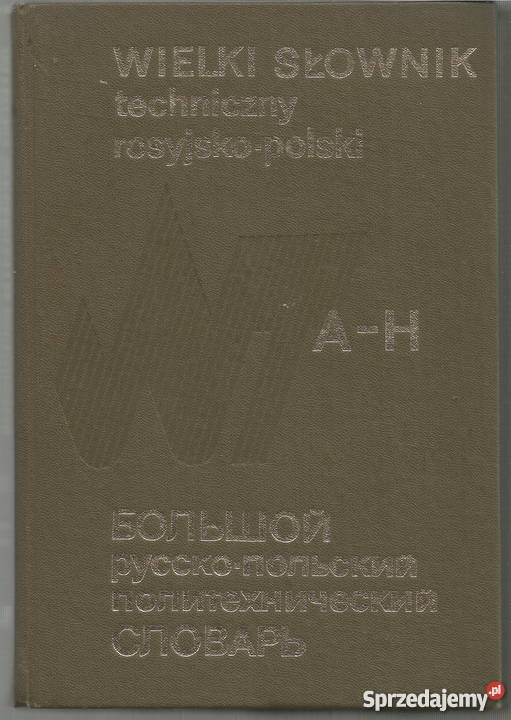 WIELKI SŁOWNIK
techniczny
rosyjsko-polski
A-H
БОЛЬШОЙ
русско-польский
политехнический
СЛОВАРЬ
Sprzedajemy.pl